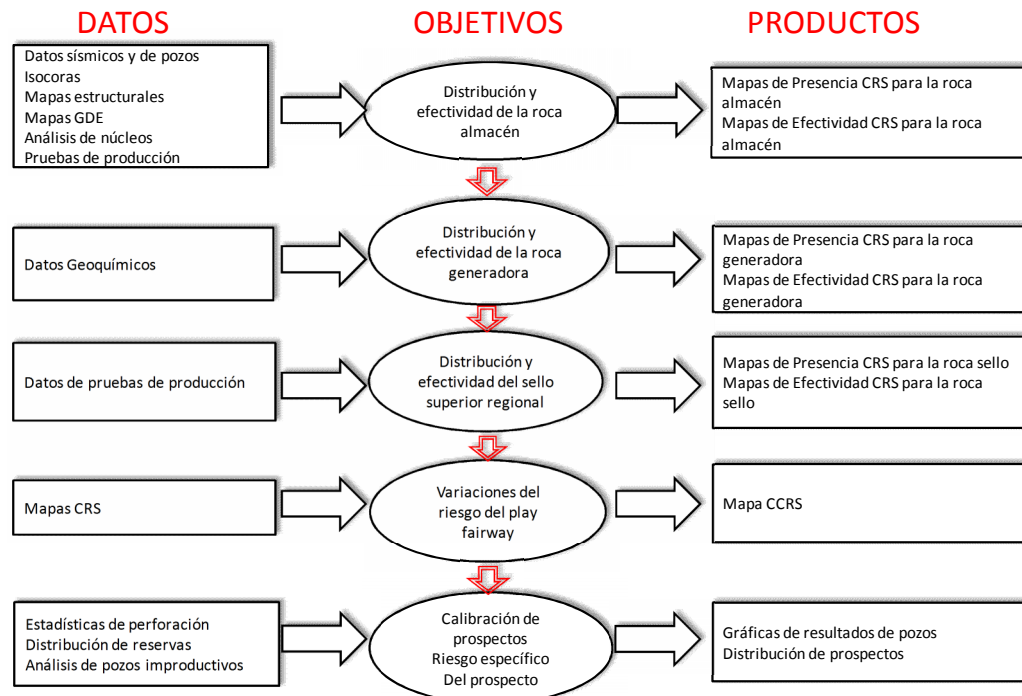 DATOS
OBJETIVOS
PRODUCTOS
Datos sísmicos y de pozos
Isocoras
Mapas estructurales
Mapas GDE
Análisis de núcleos
Pruebas de producción
Distribución y
efectividad de la roca
almacén
Mapas de Presencia CRS para la roca
almacén
Mapas de Efectividad CRS para la roca
almacén
Datos Geoquímicos
Distribución y
efectividad de la roca
generadora
Mapas de Presencia CRS para la roca
generadora
Mapas de Efectividad CRS para la roca
generadora
Datos de pruebas de producción
Distribución y
efectividad del sello
superior regional
Mapas de Presencia CRS para la roca sello
Mapas de Efectividad CRS para la roca
sello
Mapas CRS
Variaciones del
riesgo del play
fairway
Mapa CCRS
Estadísticas de perforación
Distribución de reservas
Análisis de pozos improductivos
Calibración de
prospectos
Riesgo específico
Del prospecto
Gráficas de resultados de pozos
Distribución de prospectos